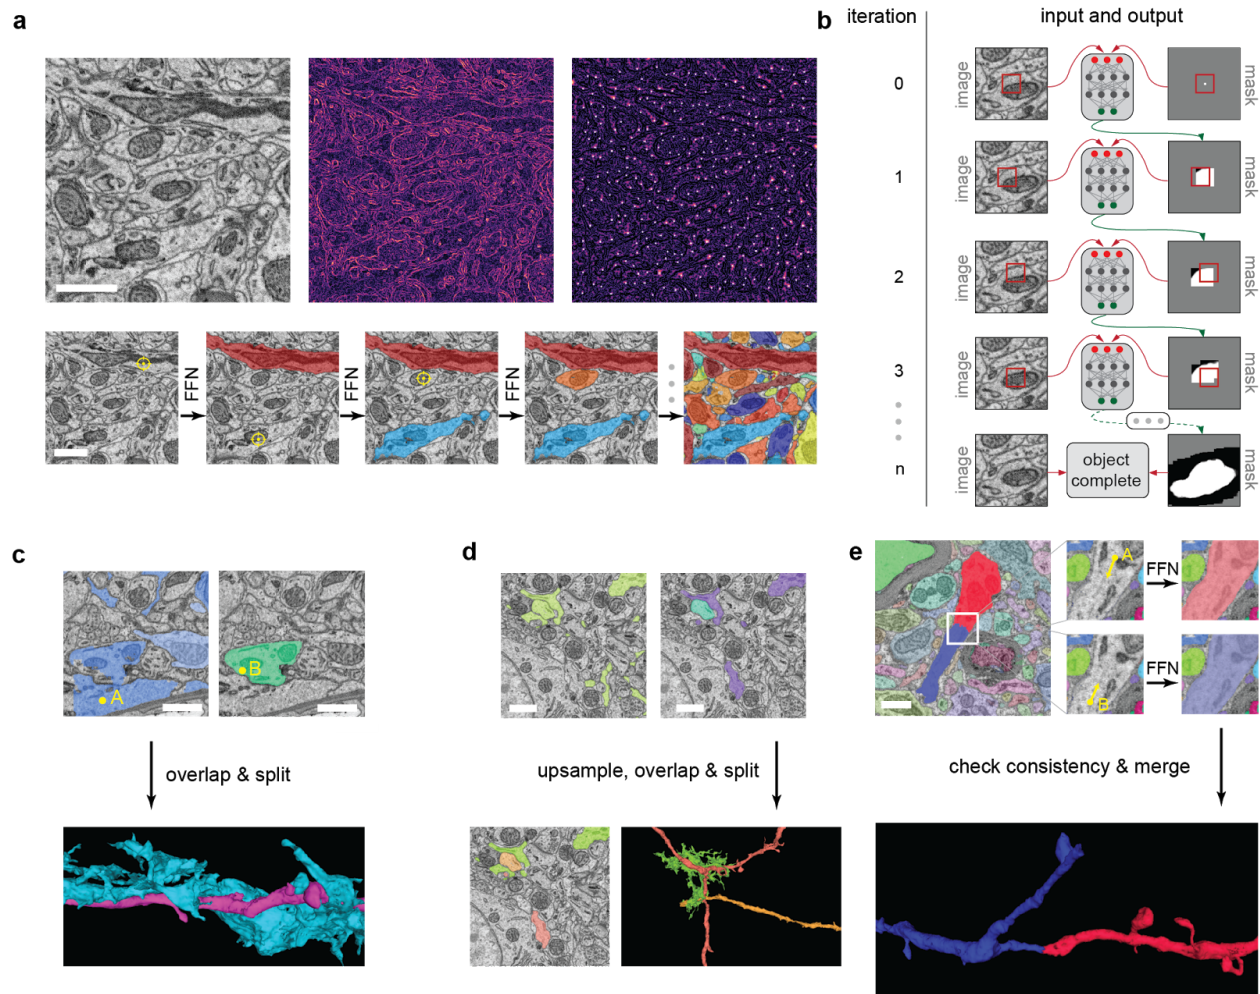 a
FFN
FFN
FFN
b
iteration
input and output
0
image
mask
1
image
mask
2
image
mask
3
image
mask
n
image
object
complete
mask
c
A
B
overlap & split
d
upsample, overlap & split
e
A
FFN
B
FFN
check consistency & merge